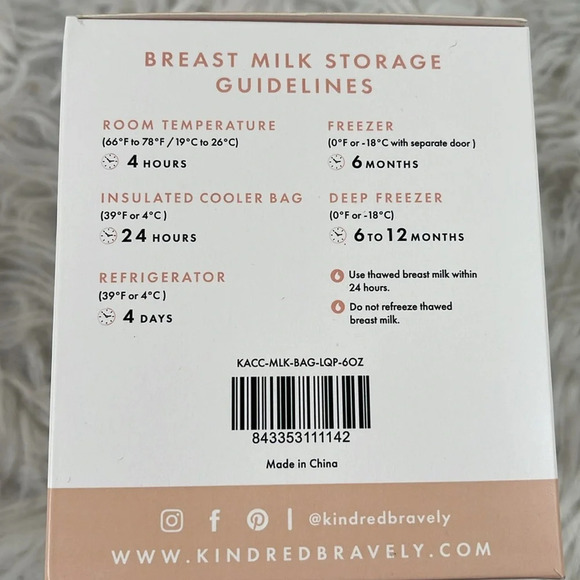 BREAST MILK STORAGE
GUIDELINES
ROOM TEMPERATURE
(66°F to 78°F / 19°C to 26°C)
4 HOURS
INSULATED COOLER BAG
(39°F or 4°C )
24 HOURS
REFRIGERATOR
(39°F or 4°C )
4 DAYS
FREEZER
(0°F or -18°C with separate door )
6 MONTHS
DEEP FREEZER
(0°F or -18°C)
6 TO 12 MONTHS
Use thawed breast milk within
24 hours.
Do not refreeze thawed
breast milk.
KACC-MLK-BAG-LQP-6OZ
843353111142
Made in China
| @kindredbravely
WWW.KINDREDBRAVELY.COM